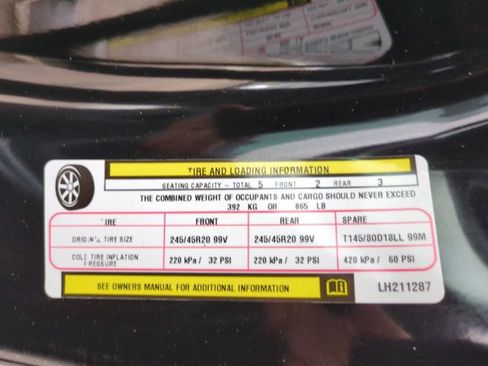 TIRE AND LOADING INFORMATION
SEATING CAPACITY - TOTAL 5 FRONT 2 REAR 3
THE COMBINED WEIGHT OF OCCUPANTS AND CARGO SHOULD NEVER EXCEED
392 KG OR 865 LB
TIRE FRONT REAR SPARE
ORIGINAL TIRE SIZE 245/45R20 99V 245/45R20 99V T145/80D18LL 99M
COLD TIRE INFLATION PRESSURE 220 kPa / 32 PSI 220 kPa / 32 PSI 420 kPa / 60 PSI
SEE OWNERS MANUAL FOR ADDITIONAL INFORMATION LH211287